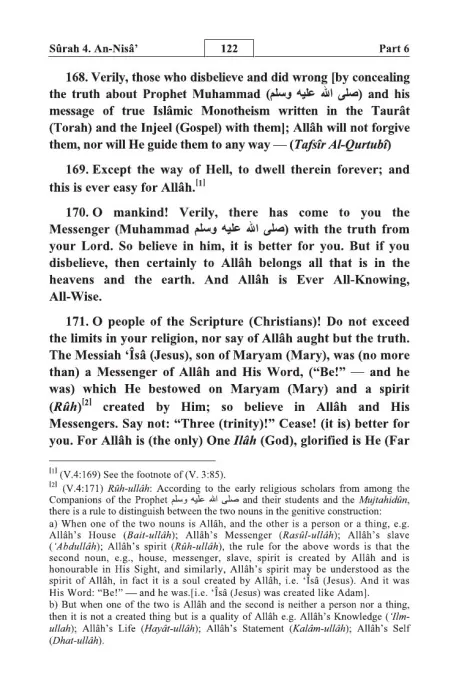 Sûrah 4. An-Nisâ’ 122 Part 6
168. Verily, those who disbelieve and did wrong [by concealing
the truth about Prophet Muhammad (صلى الله عليه وسلم) and his
message of true Islâmic Monotheism written in the Taurât
(Torah) and the Injeel (Gospel) with them]; Allâh will not forgive
them, nor will He guide them to any way — (Tafsîr Al-Qurtubî)
169. Except the way of Hell, to dwell therein forever; and
this is ever easy for Allâh.[1]
170. O mankind! Verily, there has come to you the
Messenger (Muhammad صلى الله عليه وسلم) with the truth from
your Lord. So believe in him, it is better for you. But if you
disbelieve, then certainly to Allâh belongs all that is in the
heavens and the earth. And Allâh is Ever All-Knowing,
All-Wise.
171. O people of the Scripture (Christians)! Do not exceed
the limits in your religion, nor say of Allâh aught but the truth.
The Messiah ‘Îsâ (Jesus), son of Maryam (Mary), was (no more
than) a Messenger of Allâh and His Word, (“Be!” — and he
was) which He bestowed on Maryam (Mary) and a spirit
(Rûh)[2] created by Him; so believe in Allâh and His
Messengers. Say not: “Three (trinity)!” Cease! (it is) better for
you. For Allâh is (the only) One Ilâh (God), glorified is He (Far
[1] (V.4:169) See the footnote of (V. 3:85).
[2] (V.4:171) Rûh-ullâh: According to the early religious scholars from among the
Companions of the Prophet صلى الله عليه وسلم and their students and the Mujtahidûn,
there is a rule to distinguish between the two nouns in the genitive construction:
a) When one of the two nouns is Allâh, and the other is a person or a thing, e.g.
Allâh’s House (Bait-ullâh); Allâh’s Messenger (Rasûl-ullâh); Allâh’s slave
(‘Abdullâh); Allâh’s spirit (Rûh-ullâh), the rule for the above words is that the
second noun, e.g., house, messenger, slave, spirit is created by Allâh and is
honourable in His Sight, and similarly, Allâh’s spirit may be understood as the
spirit of Allâh, in fact it is a soul created by Allâh, i.e. ‘Îsâ (Jesus). And it was
His Word: “Be!” — and he was.[i.e. ‘Îsâ (Jesus) was created like Adam].
b) But when one of the two is Allâh and the second is neither a person nor a thing,
then it is not a created thing but is a quality of Allâh e.g. Allâh’s Knowledge (‘Ilm-
ullah); Allâh’s Life (Hayât-ullâh); Allâh’s Statement (Kalâm-ullâh); Allâh’s Self
(Dhat-ullâh).